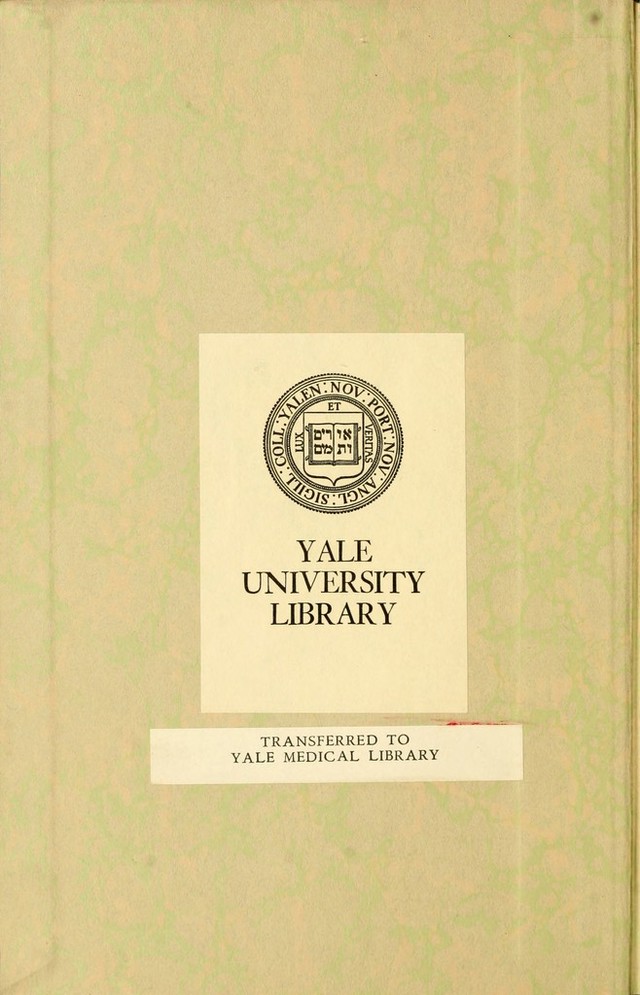 SIGILL : COLL : YALEN : NOV : PORT : NOV : ANGL :
ET
LUX
VERITAS
אורים
ותמים
YALE
UNIVERSITY
LIBRARY
TRANSFERRED TO
YALE MEDICAL LIBRARY